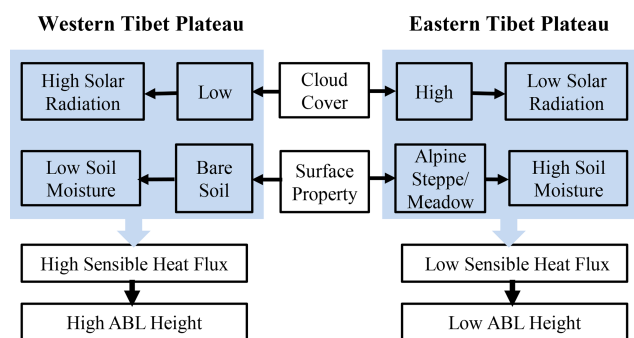 Western Tibet Plateau
Eastern Tibet Plateau
High Solar
Radiation
Low
Cloud
Cover
High
Low Solar
Radiation
Low Soil
Moisture
Bare
Soil
Surface
Property
Alpine
Steppe/
Meadow
High Soil
Moisture
High Sensible Heat Flux
Low Sensible Heat Flux
High ABL Height
Low ABL Height